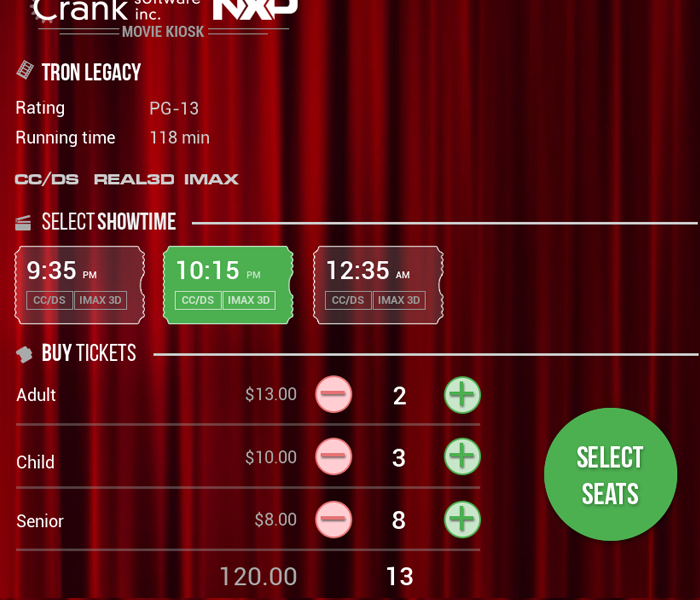 Crank software inc. NXP
MOVIE KIOSK
TRON LEGACY
Rating PG-13
Running time 118 min
CC/DS REAL3D IMAX
SELECT SHOWTIME
9:35 PM 10:15 PM 12:35 AM
CC/DS IMAX 3D CC/DS IMAX 3D CC/DS IMAX 3D
BUY TICKETS
Adult $13.00 2
Child $10.00 3
Senior $8.00 8
120.00 13
SELECT
SEATS